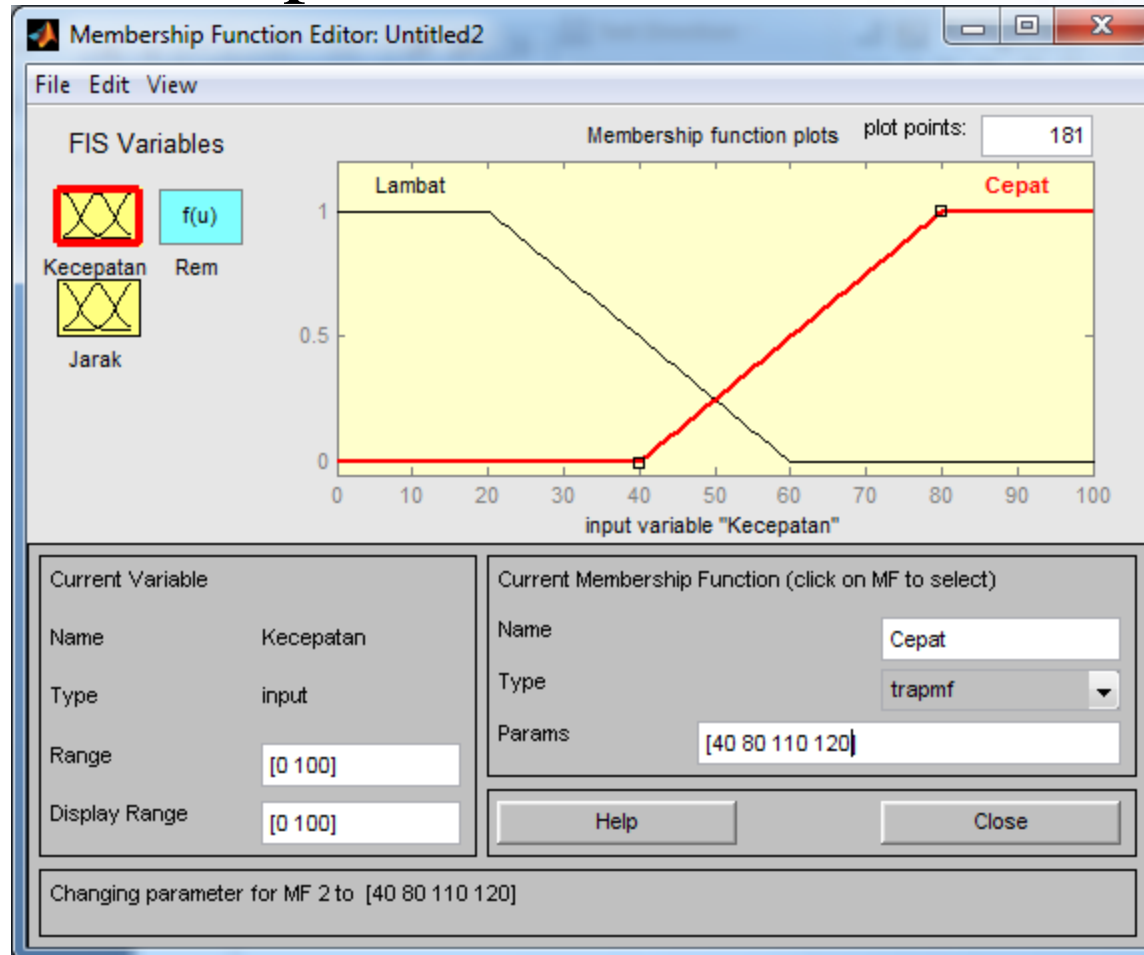 Membership Function Editor: Untitled2
File Edit View
FIS Variables
Membership function plots
plot points:
181
f(u)
Kecepatan
Rem
Jarak
Lambat
Cepat
1
0.5
0
0 10 20 30 40 50 60 70 80 90 100
input variable "Kecepatan"
Current Variable
Name Kecepatan
Type input
Range [0 100]
Display Range [0 100]
Current Membership Function (click on MF to select)
Name Cepat
Type trapmf
Params [40 80 110 120]
Help Close
Changing parameter for MF 2 to [40 80 110 120]